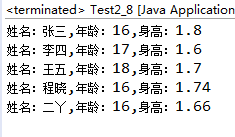 <terminated> Test2_8 [Java Application
姓名：张三,年龄：16,身高：1.8
姓名：李四,年龄：17,身高：1.6
姓名：王五,年龄：18,身高：1.7
姓名：程晓,年龄：16,身高：1.74
姓名：二丫,年龄：16,身高：1.66